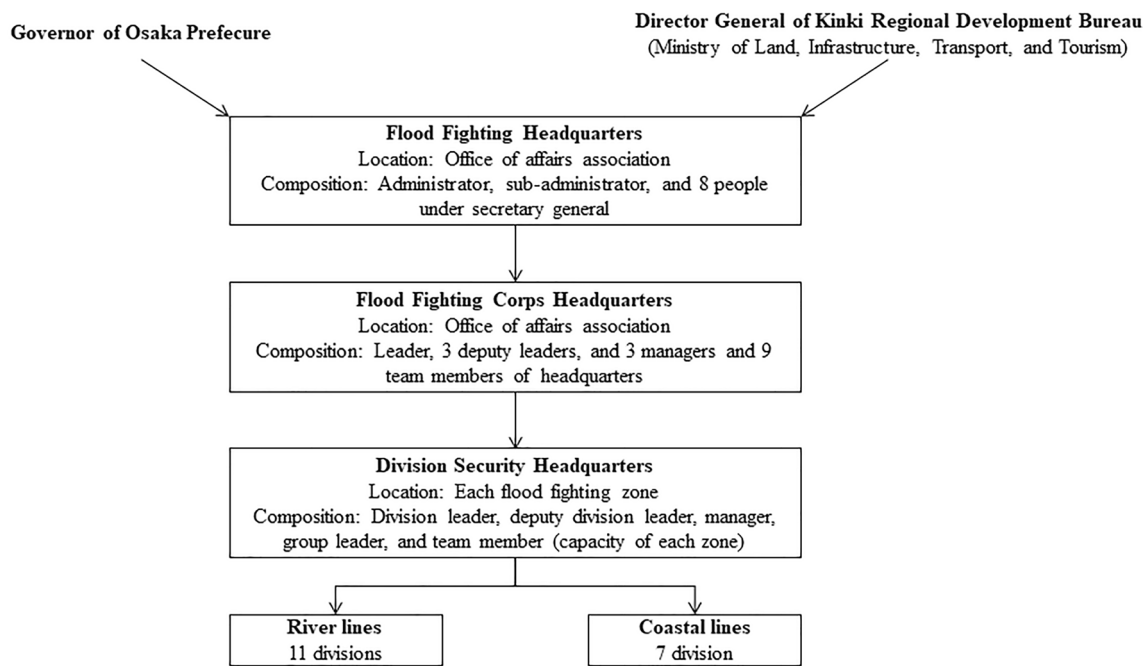 Governor of Osaka Prefecure
Director General of Kinki Regional Development Bureau
(Ministry of Land, Infrastructure, Transport, and Tourism)
Flood Fighting Headquarters
Location: Office of affairs association
Composition: Administrator, sub-administrator, and 8 people
under secretary general
Flood Fighting Corps Headquarters
Location: Office of affairs association
Composition: Leader, 3 deputy leaders, and 3 managers and 9
team members of headquarters
Division Security Headquarters
Location: Each flood fighting zone
Composition: Division leader, deputy division leader, manager,
group leader, and team member (capacity of each zone)
River lines
11 divisions
Coastal lines
7 division